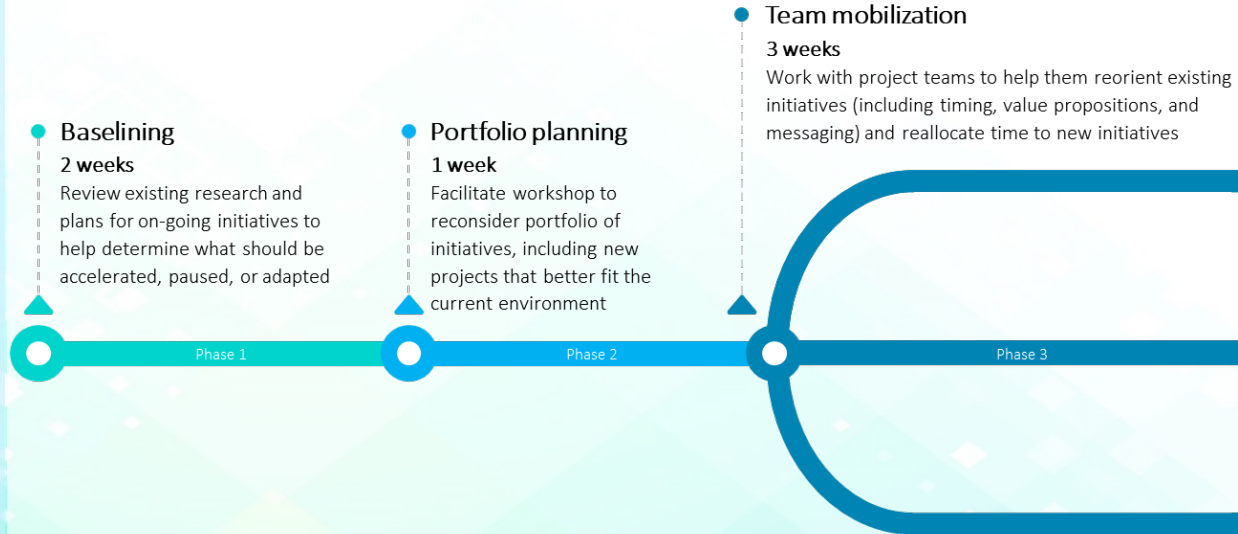 Team mobilization
3 weeks
Work with project teams to help them reorient existing
initiatives (including timing, value propositions, and
messaging) and reallocate time to new initiatives
Baselining
2 weeks
Review existing research and
plans for on-going initiatives to
help determine what should be
accelerated, paused, or adapted
Portfolio planning
1 week
Facilitate workshop to
reconsider portfolio of
initiatives, including new
projects that better fit the
current environment
Phase 1
Phase 2
Phase 3